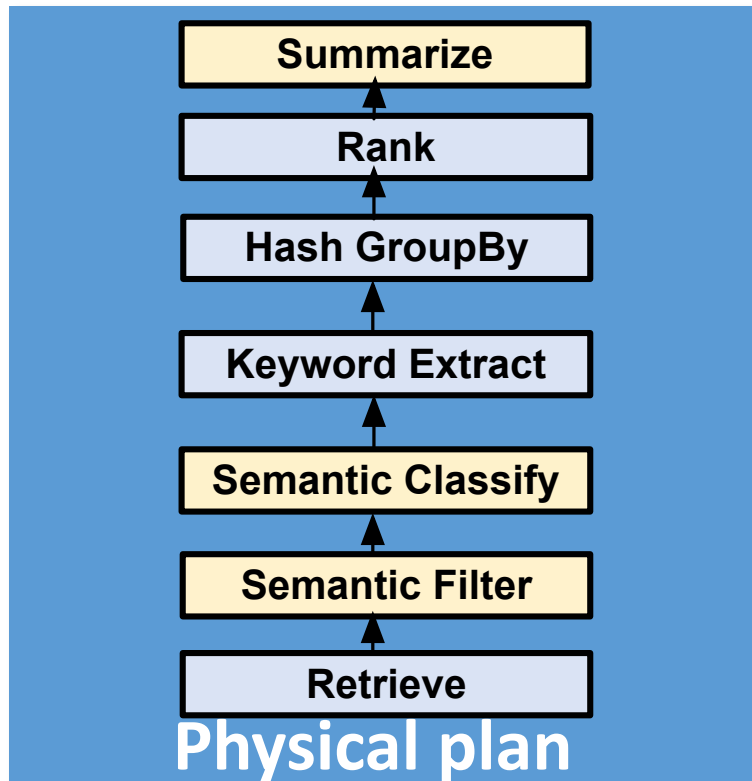 Summarize
Rank
Hash GroupBy
Keyword Extract
Semantic Classify
Semantic Filter
Retrieve
Physical plan